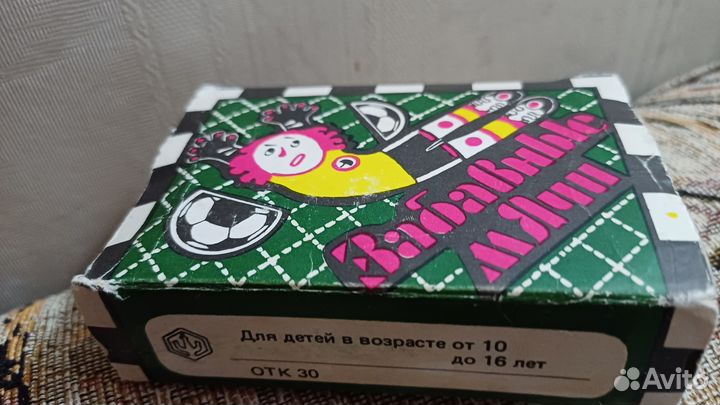 Забавные
мЯчи
Для детей в возрасте от 10
до 16 лет
ОТК 30
Avito